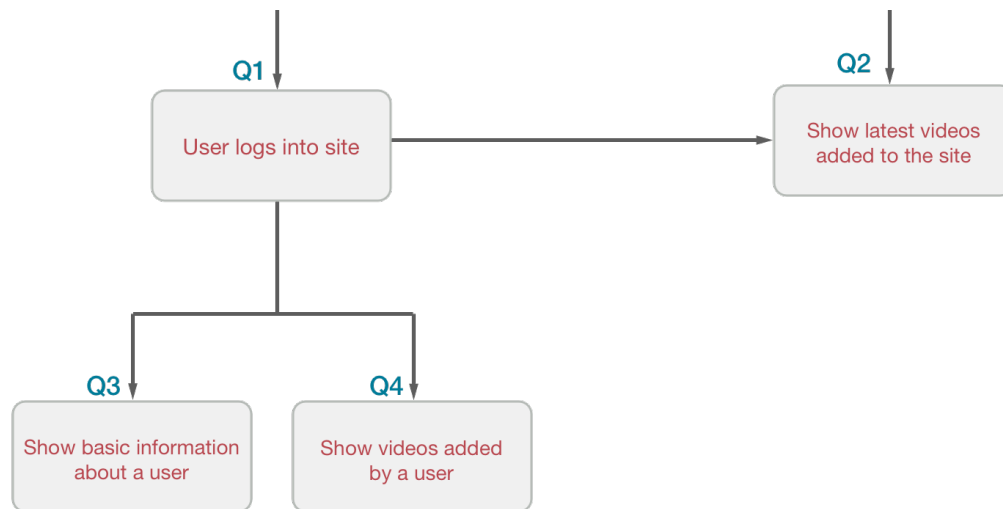 Q1
User logs into site
Q2
Show latest videos
added to the site
Q3
Show basic information
about a user
Q4
Show videos added
by a user